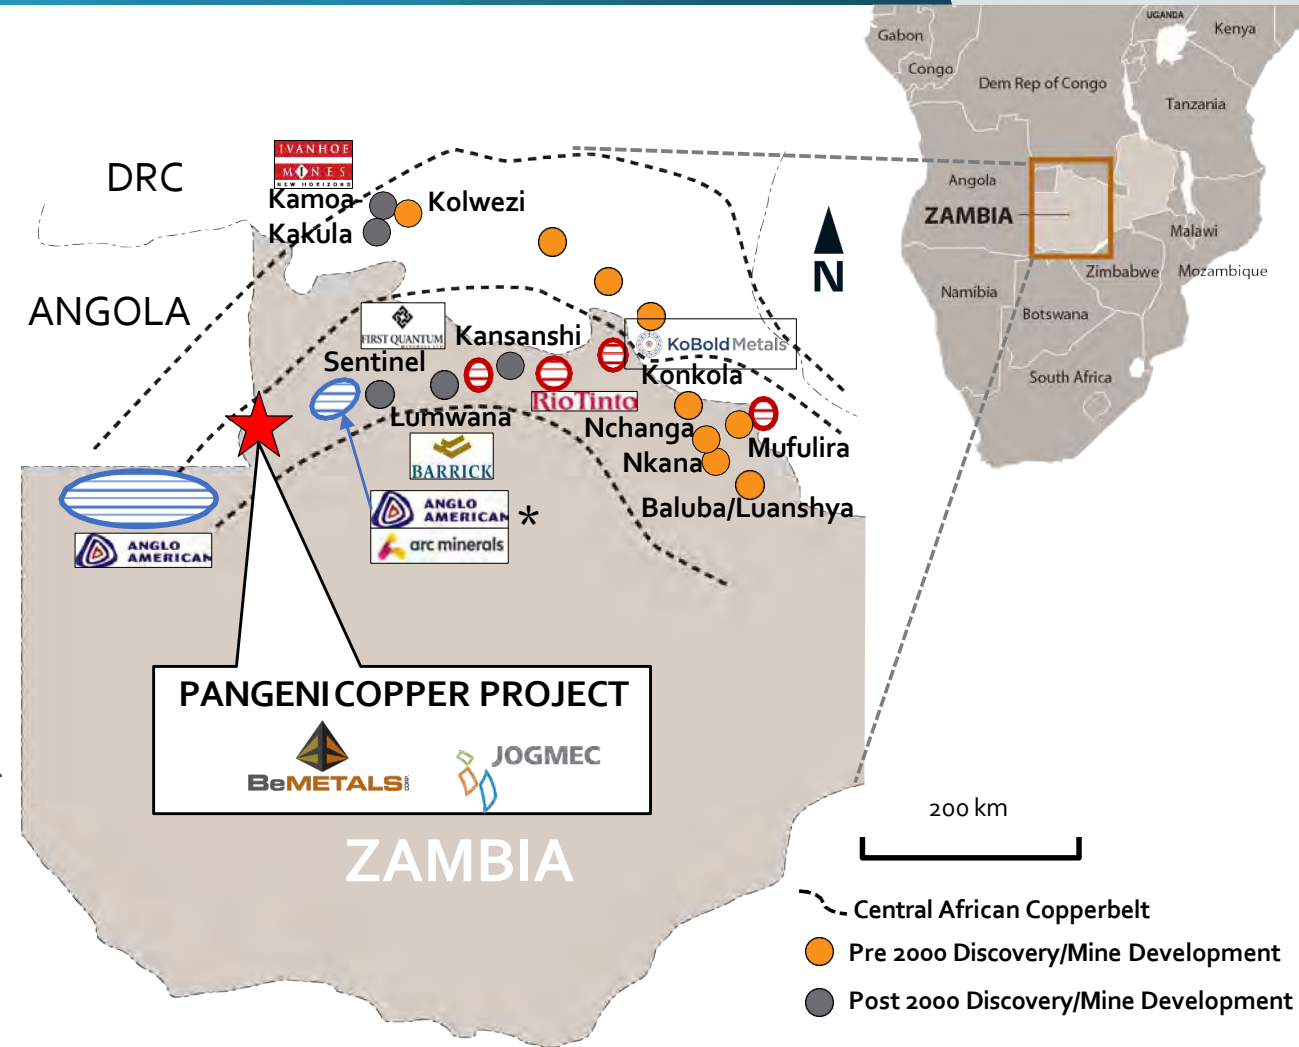 UGANDA
Gabon
Kenya
Congo
Dem Rep of Congo
Tanzania
Angola
ZAMBIA
Malawi
Zimbabwe
Mozambique
Namibia
Botswana
South Africa
DRC
IVANHOE
MINES
NEW HORIZONS
Kamoa-
Kakula
Kolwezi
N
ANGOLA
FIRST QUANTUM
Kansanshi
KoBold Metals
Sentinel
Konkola
Lumwana
RioTinto
Nchanga
Mufulira
BARRICK
Nkana
Baluba/Luanshya
ANGLO
AMERICAN
*
arc minerals
ANGLO
AMERICAN
PANGENI COPPER PROJECT
BeMETALS CORP.
JOGMEC
ZAMBIA
200 km
Central African Copperbelt
Pre 2000 Discovery/Mine Development
Post 2000 Discovery/Mine Development